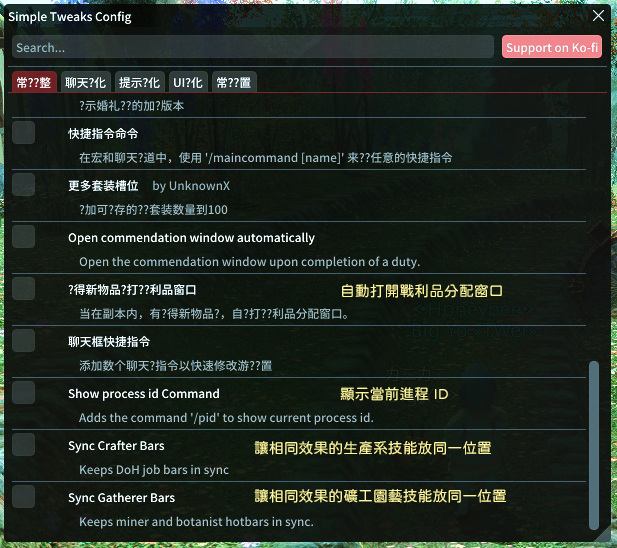 Simple Tweaks Config
Search...
Support on Ko-fi
常??整 聊天?化 提示?化 UI?化 常??置
?示婚礼??的加?版本
快捷指令命令
在宏和聊天?道中，使用 '/maincommand [name]' 来??任意的快捷指令
更多套装槽位 by UnknownX
?加可?存的??套装数量到100
Open commendation window automatically
Open the commendation window upon completion of a duty.
?得新物品?打??利品窗口 自動打開戰利品分配窗口
当在副本内，有?得新物品?，自?打??利品分配窗口。
聊天框快捷指令
添加数个聊天?指令以快速修改游??置
Show process id Command 顯示當前進程 ID
Adds the command '/pid' to show current process id.
Sync Crafter Bars 讓相同效果的生產系技能放同一位置
Keeps DoH job bars in sync
Sync Gatherer Bars 讓相同效果的礦工園藝技能放同一位置
Keeps miner and botanist hotbars in sync.